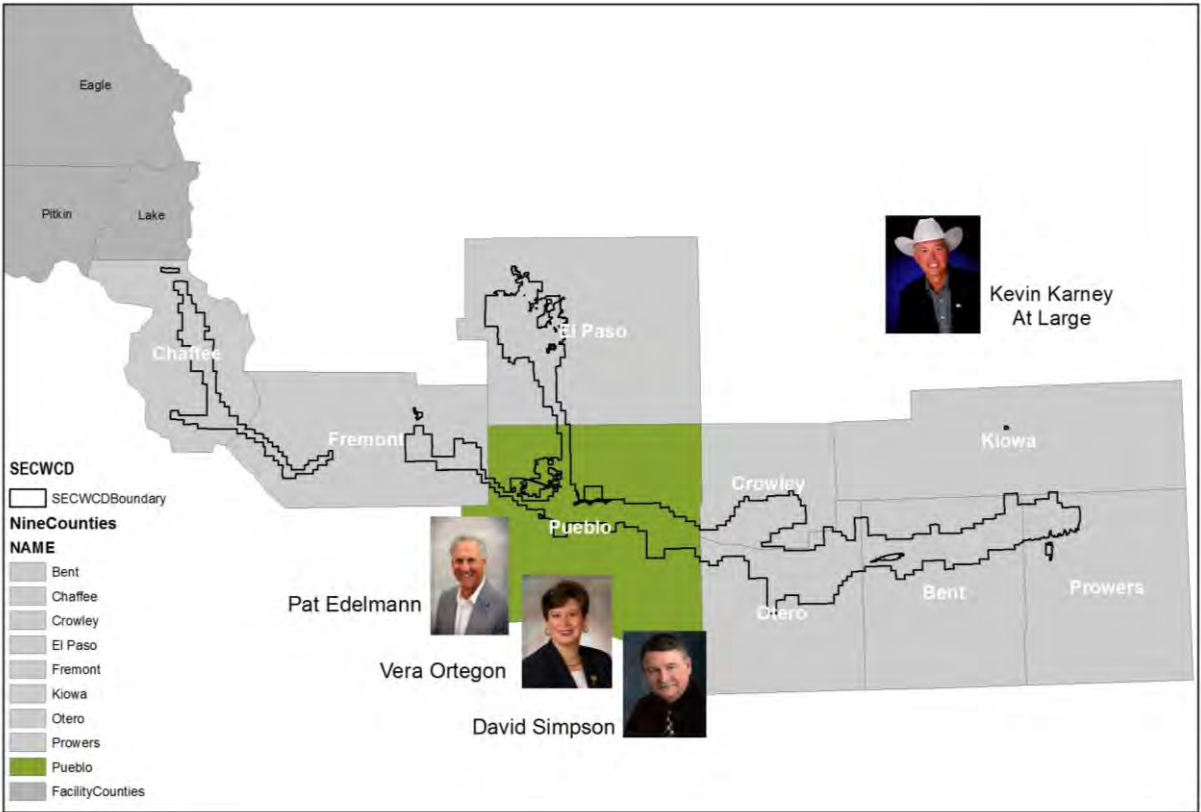 Eagle
Pitkin
Lake
Kevin Karney
At Large
El Paso
Chaffee
Fremont
Kiowa
Crowley
Pueblo
Otero
Bent
Prowers
Pat Edelmann
Vera Ortegon
David Simpson
SECWCD
SECWCDBoundary
NineCounties
NAME
Bent
Chaffee
Crowley
El Paso
Fremont
Kiowa
Otero
Prowers
Pueblo
FacilityCounties